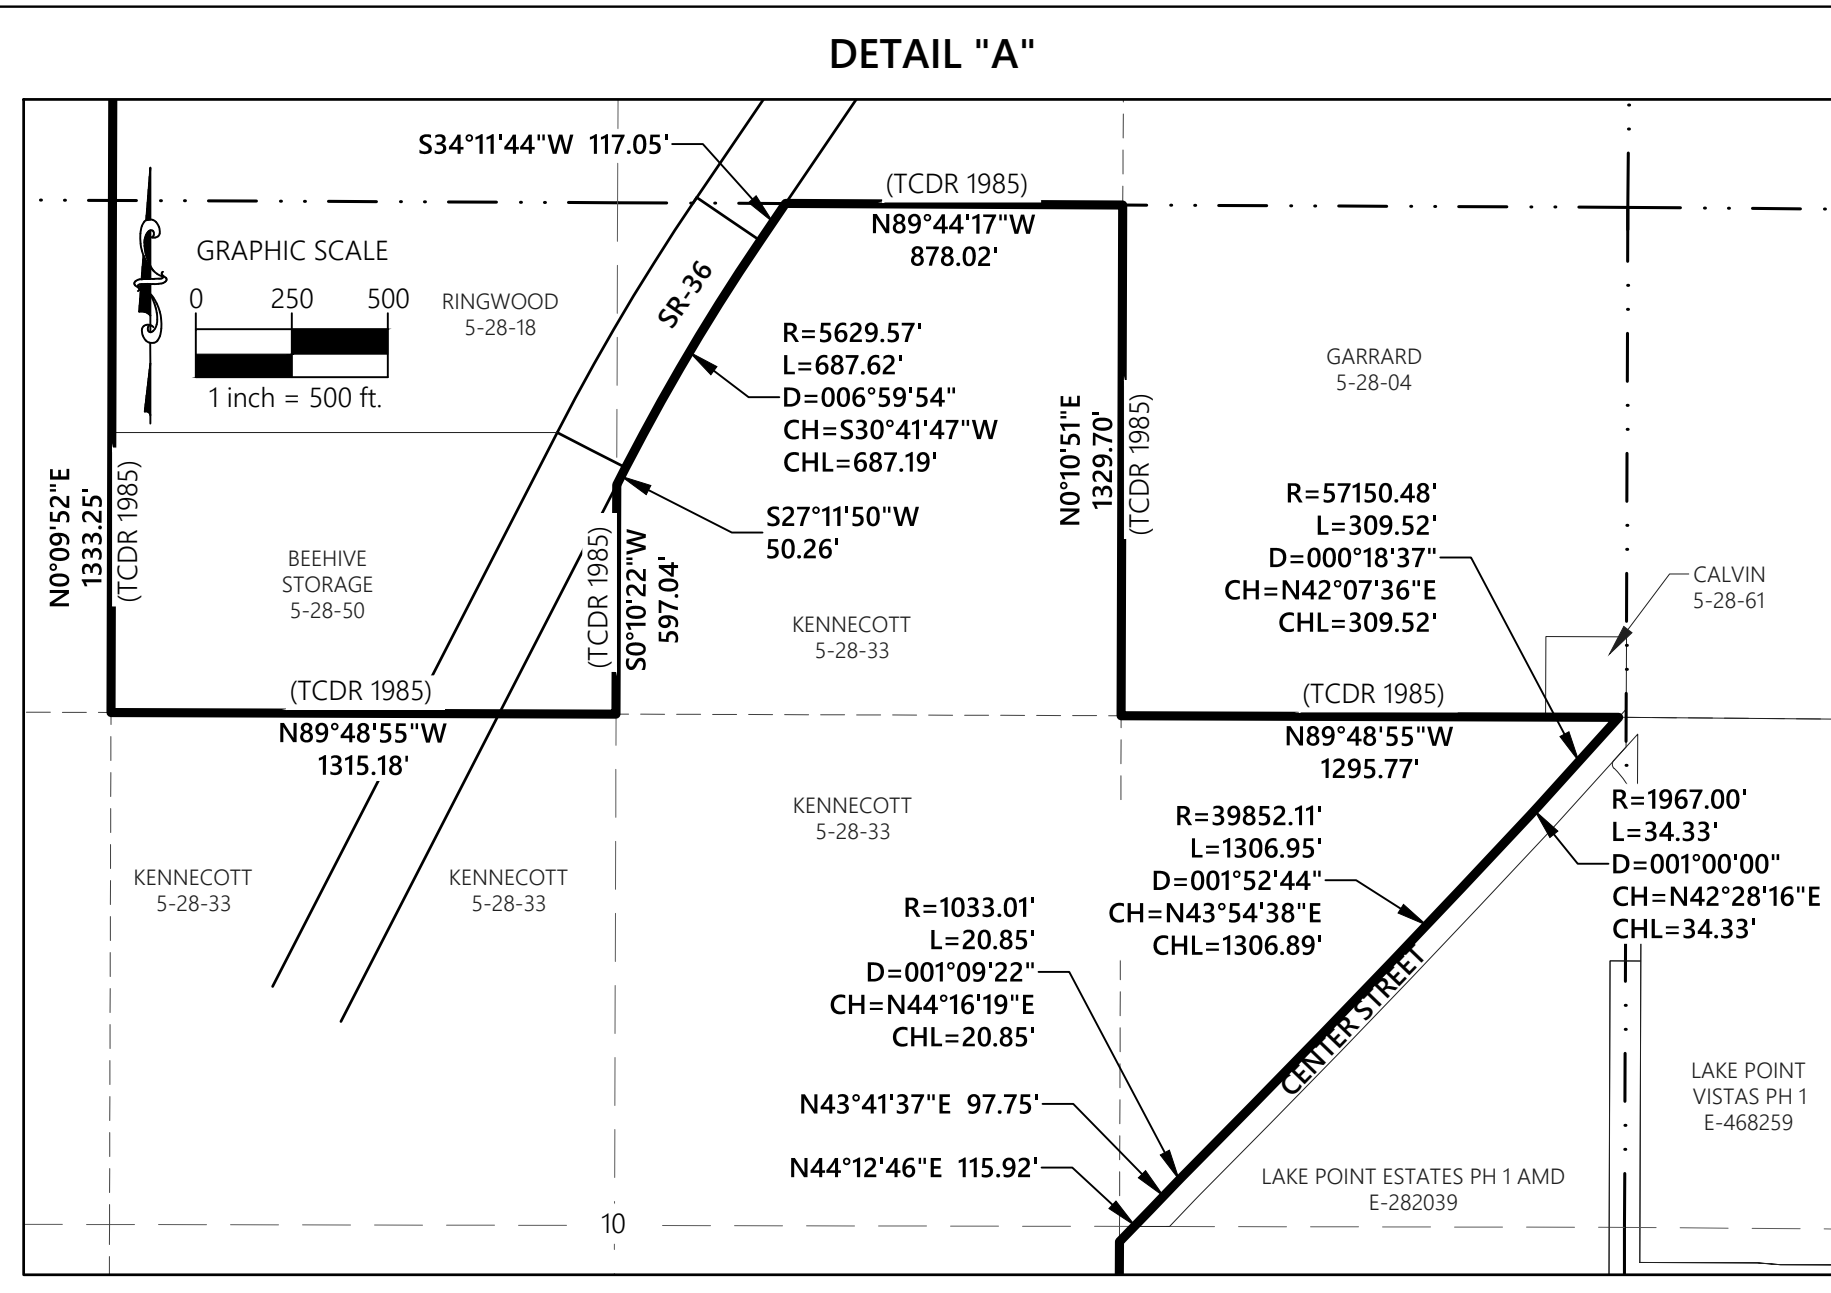 DETAIL "A"
S34°11'44"W 117.05'
(TCDR 1985)
N89°44'17"W
878.02'
GRAPHIC SCALE
0 250 500
1 inch = 500 ft.
RINGWOOD
5-28-18
SR-36
R=5629.57'
L=687.62'
D=006°59'54"
CH=S30°41'47"W
CHL=687.19'
GARRARD
5-28-04
N0°10'51"E
1329.70'
(TCDR 1985)
N0°09'52"E
1333.25'
(TCDR 1985)
S27°11'50"W
50.26'
R=57150.48'
L=309.52'
D=000°18'37"
CH=N42°07'36"E
CHL=309.52'
BEEHIVE
STORAGE
5-28-50
(TCDR 1985)
S0°10'22"W
597.04'
CALVIN
5-28-61
KENNECOTT
5-28-33
(TCDR 1985)
N89°48'55"W
1315.18'
(TCDR 1985)
N89°48'55"W
1295.77'
KENNECOTT
5-28-33
R=39852.11'
L=1306.95'
D=001°52'44"
CH=N43°54'38"E
CHL=1306.89'
R=1967.00'
L=34.33'
D=001°00'00"
CH=N42°28'16"E
CHL=34.33'
KENNECOTT
5-28-33
KENNECOTT
5-28-33
R=1033.01'
L=20.85'
D=001°09'22"
CH=N44°16'19"E
CHL=20.85'
CENTER STREET
N43°41'37"E 97.75'
N44°12'46"E 115.92'
LAKE POINT
VISTAS PH 1
E-468259
LAKE POINT ESTATES PH 1 AMD
E-282039
10